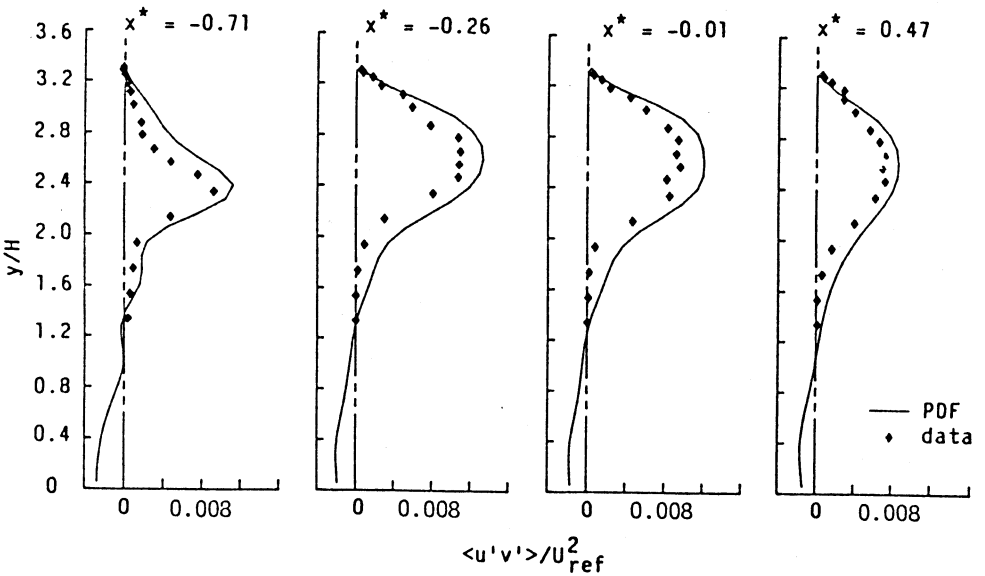 x* = -0.71
x* = -0.26
x* = -0.01
x* = 0.47
3.6
3.2
2.8
2.4
2.0
1.6
1.2
0.8
0.4
0
y/H
PDF
data
0 0.008
0 0.008
0 0.008
0 0.008
<u'v'>/U²ref